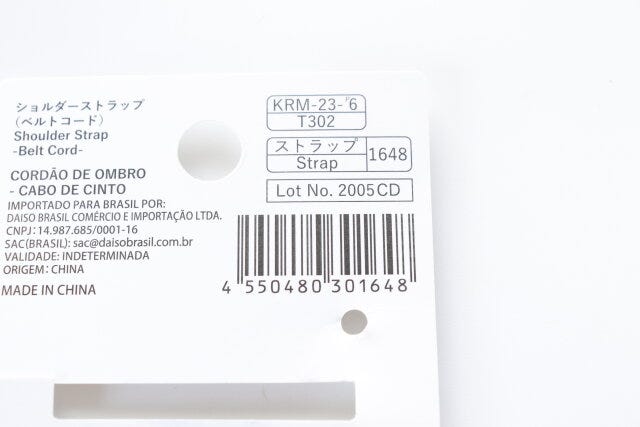 ショルダーストラップ
(ベルトコード)
Shoulder Strap
-Belt Cord-
CORDÃO DE OMBRO
- CABO DE CINTO
IMPORTADO PARA BRASIL POR:
DAISO BRASIL COMÉRCIO E IMPORTAÇÃO LTDA.
CNPJ: 14.987.685/0001-16
SAC(BRASIL): sac@daisobrasil.com.br
VALIDADE: INDETERMINADA
ORIGEM: CHINA
MADE IN CHINA
KRM-23-#6
T302
ストラップ
Strap
1648
Lot No. 2005CD
4 550480 301648